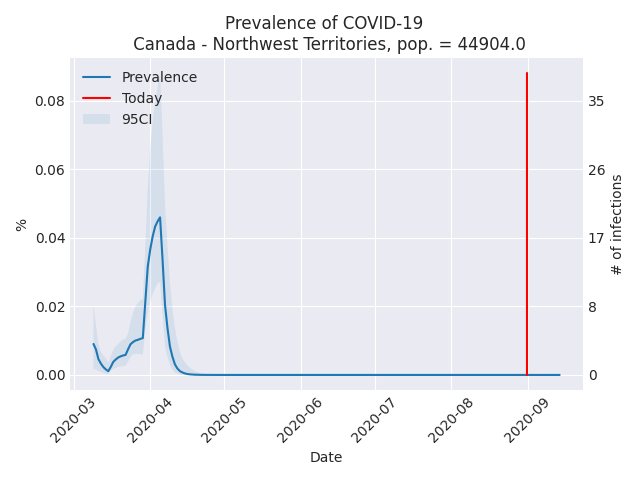 Prevalence of COVID-19
Canada - Northwest Territories, pop. = 44904.0
Prevalence
Today
95CI
0.08
0.06
0.04
0.02
0.00
%
35
26
17
8
0
# of infections
2020-03
2020-04
2020-05
2020-06
2020-07
2020-08
2020-09
Date